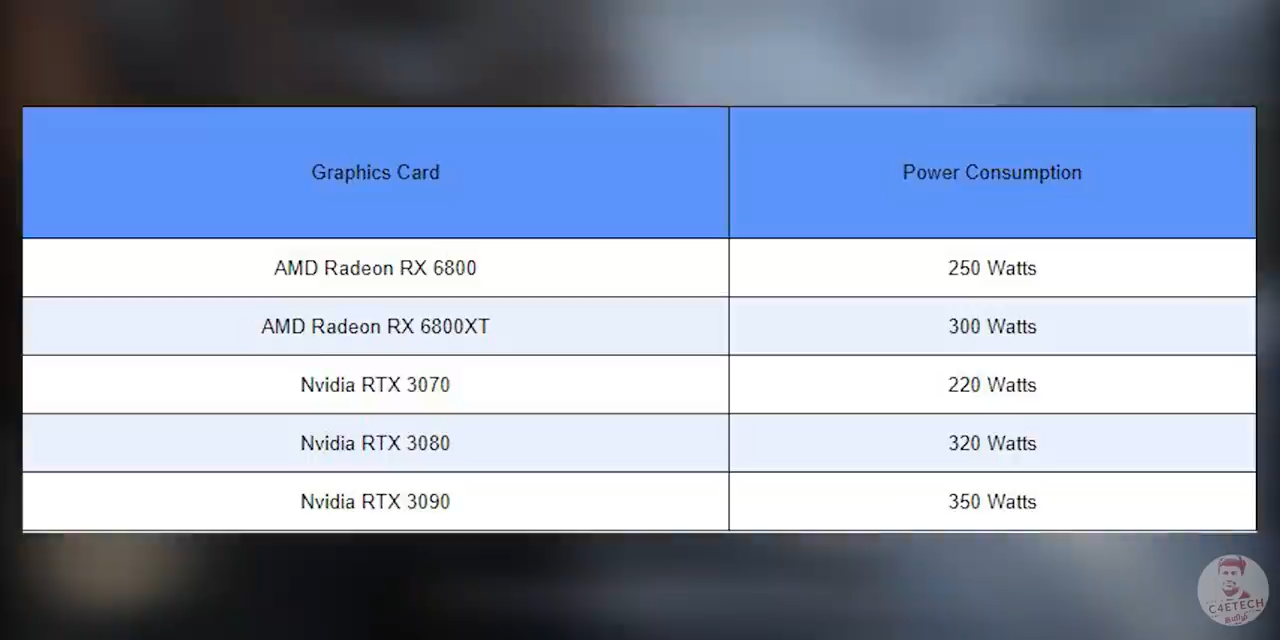 Graphics Card Power Consumption
AMD Radeon RX 6800 250 Watts
AMD Radeon RX 6800XT 300 Watts
Nvidia RTX 3070 220 Watts
Nvidia RTX 3080 320 Watts
Nvidia RTX 3090 350 Watts
C4ETECH
தமிழ்